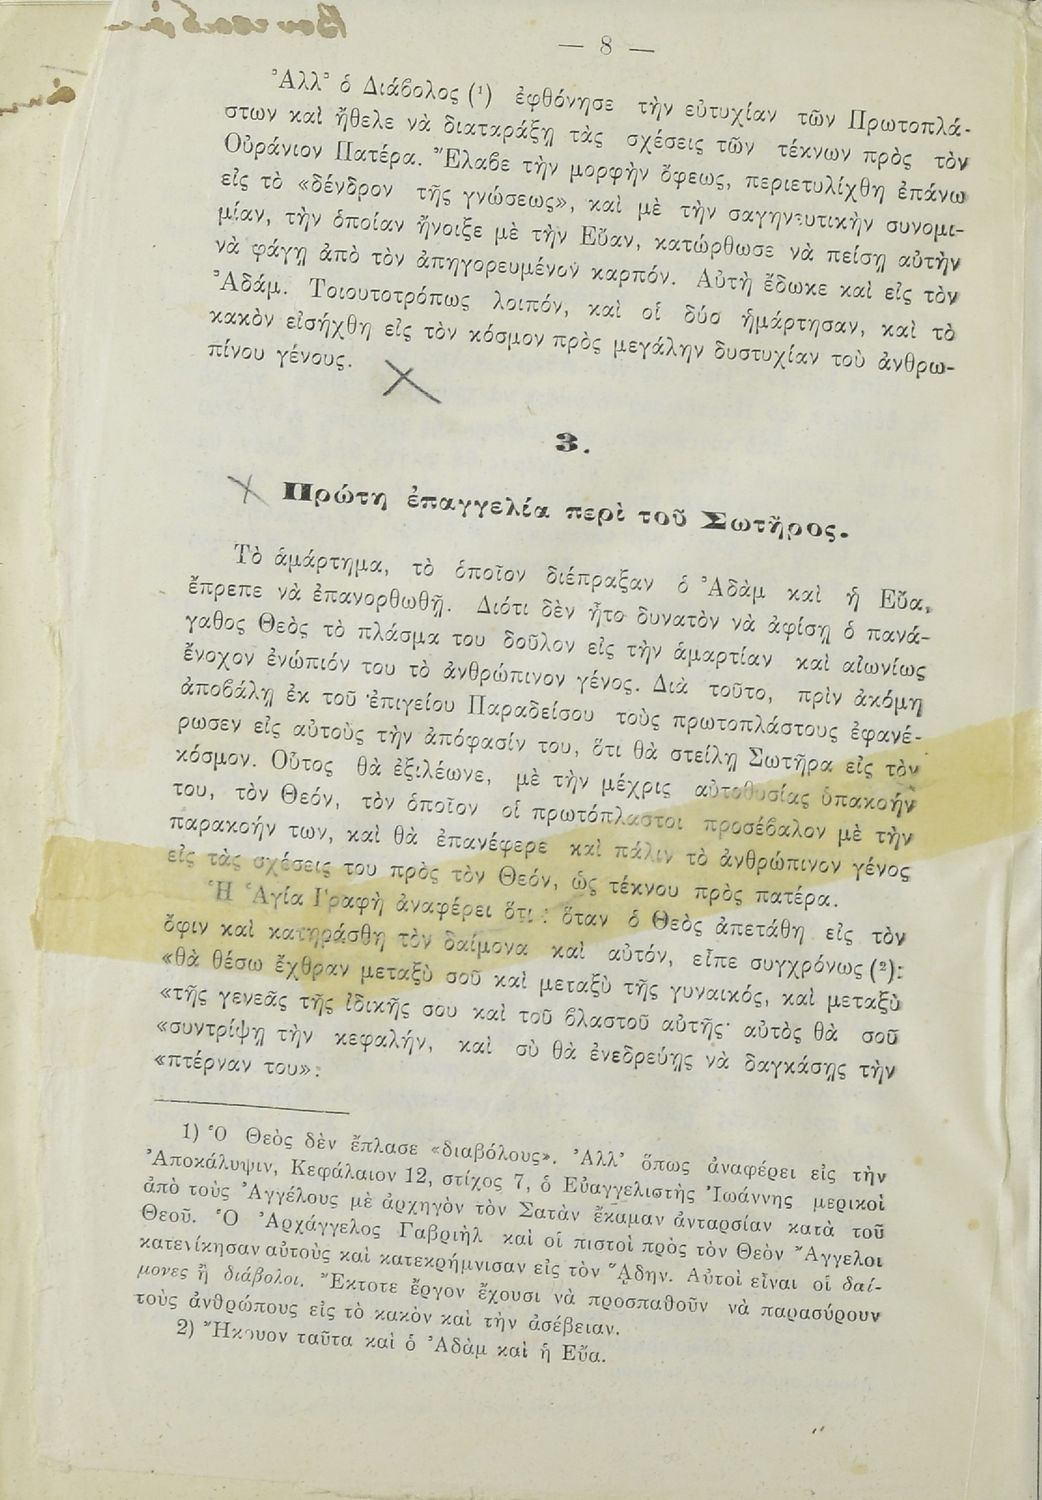 — 8 —
Ἀλλ' ὁ Διάβολος (¹) ἐφθόνησε τὴν εὐτυχίαν τῶν Πρωτοπλά-
στων καὶ ἤθελε νὰ διαταράξῃ τὰς σχέσεις τῶν τέκνων πρὸς τὸν
Οὐράνιον Πατέρα. Ἔλαβε τὴν μορφὴν ὄφεως, περιετυλίχθη ἐπάνω
εἰς τὸ «δένδρον τῆς γνώσεως», καὶ μὲ τὴν σαγηνευτικὴν συνομι-
μίαν, τὴν ὁποίαν ἤνοιξε μὲ τὴν Εὔαν, κατώρθωσε νὰ πείσῃ αὐτὴν
νὰ φάγῃ ἀπὸ τὸν ἀπηγορευμένον καρπόν. Αὐτὴ ἔδωκε καὶ εἰς τὸν
Ἀδάμ. Τοιουτοτρόπως λοιπόν, καὶ οἱ δύο ἡμάρτησαν, καὶ τὸ
κακὸν εἰσήχθη εἰς τὸν κόσμον πρὸς μεγάλην δυστυχίαν τοῦ ἀνθρω-
πίνου γένους.
3.
Πρώτη ἐπαγγελία περὶ τοῦ Σωτῆρος.
Τὸ ἁμάρτημα, τὸ ὁποῖον διέπραξαν ὁ Ἀδὰμ καὶ ἡ Εὔα,
ἔπρεπε νὰ ἐπανορθωθῇ. Διότι δὲν ἦτο δυνατὸν νὰ ἀφίσῃ ὁ πανά-
γαθος Θεὸς τὸ πλάσμα του δοῦλον εἰς τὴν ἁμαρτίαν καὶ αἰωνίως
ἔνοχον ἐνώπιόν του τὸ ἀνθρώπινον γένος. Διὰ τοῦτο, πρὶν ἀκόμη
ἀποβάλῃ ἐκ τοῦ ἐπιγείου Παραδείσου τοὺς πρωτοπλάστους ἐφανέ-
ρωσεν εἰς αὐτοὺς τὴν ἀπόφασίν του, ὅτι θὰ στείλῃ Σωτῆρα εἰς τὸν
κόσμον. Οὗτος θὰ ἐξιλέωνε, μὲ τὴν μέχρις αὐτοθυσίας ὑπακοήν
του, τὸν Θεόν, τὸν ὁποῖον οἱ πρωτόπλαστοι προσέβαλον μὲ τὴν
παρακοήν των, καὶ θὰ ἐπανέφερε καὶ πάλιν τὸ ἀνθρώπινον γένος
εἰς τὰς σχέσεις του πρὸς τὸν Θεόν, ὡς τέκνου πρὸς πατέρα.
Ἡ Ἁγία Γραφὴ ἀναφέρει ὅτι : ὅταν ὁ Θεὸς ἀπετάθη εἰς τὸν
ὄφιν καὶ κατηράσθη τὸν δαίμονα καὶ αὐτόν, εἶπε συγχρόνως (²):
«θὰ θέσω ἔχθραν μεταξὺ σοῦ καὶ μεταξὺ τῆς γυναικός, καὶ μεταξὺ
«τῆς γενεᾶς τῆς ἰδικῆς σου καὶ τοῦ βλαστοῦ αὐτῆς· αὐτὸς θὰ σοῦ
«συντρίψῃ τὴν κεφαλήν, καὶ σὺ θὰ ἐνεδρεύῃς νὰ δαγκάσῃς τὴν
«πτέρναν του»:
1) Ὁ Θεὸς δὲν ἔπλασε «διαβόλους». Ἀλλ' ὅπως ἀναφέρει εἰς τὴν
Ἀποκάλυψιν, Κεφάλαιον 12, στίχος 7, ὁ Εὐαγγελιστὴς Ἰωάννης μερικοὶ
ἀπὸ τοὺς Ἀγγέλους μὲ ἀρχηγὸν τὸν Σατὰν ἔκαμαν ἀνταρσίαν κατὰ τοῦ
Θεοῦ. Ὁ Ἀρχάγγελος Γαβριὴλ καὶ οἱ πιστοὶ πρὸς τὸν Θεὸν Ἄγγελοι
κατενίκησαν αὐτοὺς καὶ κατεκρήμνισαν εἰς τὸν ᾍδην. Αὐτοὶ εἶναι οἱ δαί-
μονες ἢ διάβολοι. Ἔκτοτε ἔργον ἔχουσι νὰ προσπαθοῦν νὰ παρασύρουν
τοὺς ἀνθρώπους εἰς τὸ κακὸν καὶ τὴν ἀσέβειαν.
2) Ἤκουον ταῦτα καὶ ὁ Ἀδὰμ καὶ ἡ Εὔα.